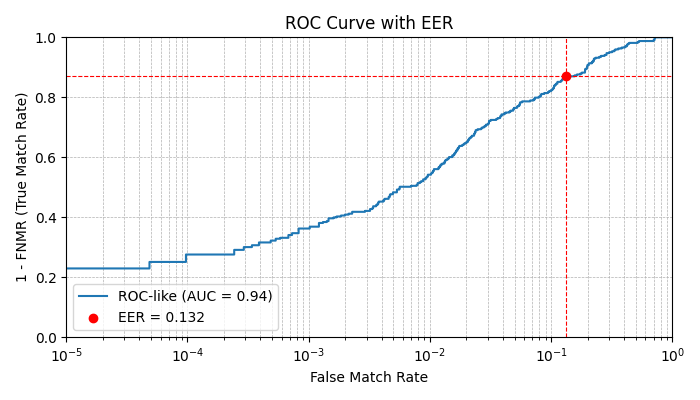 ROC Curve with EER
1 - FNMR (True Match Rate)
1.0
0.8
0.6
0.4
0.2
0.0
ROC-like (AUC = 0.94)
EER = 0.132
10⁻⁵
10⁻⁴
10⁻³
10⁻²
10⁻¹
10⁰
False Match Rate